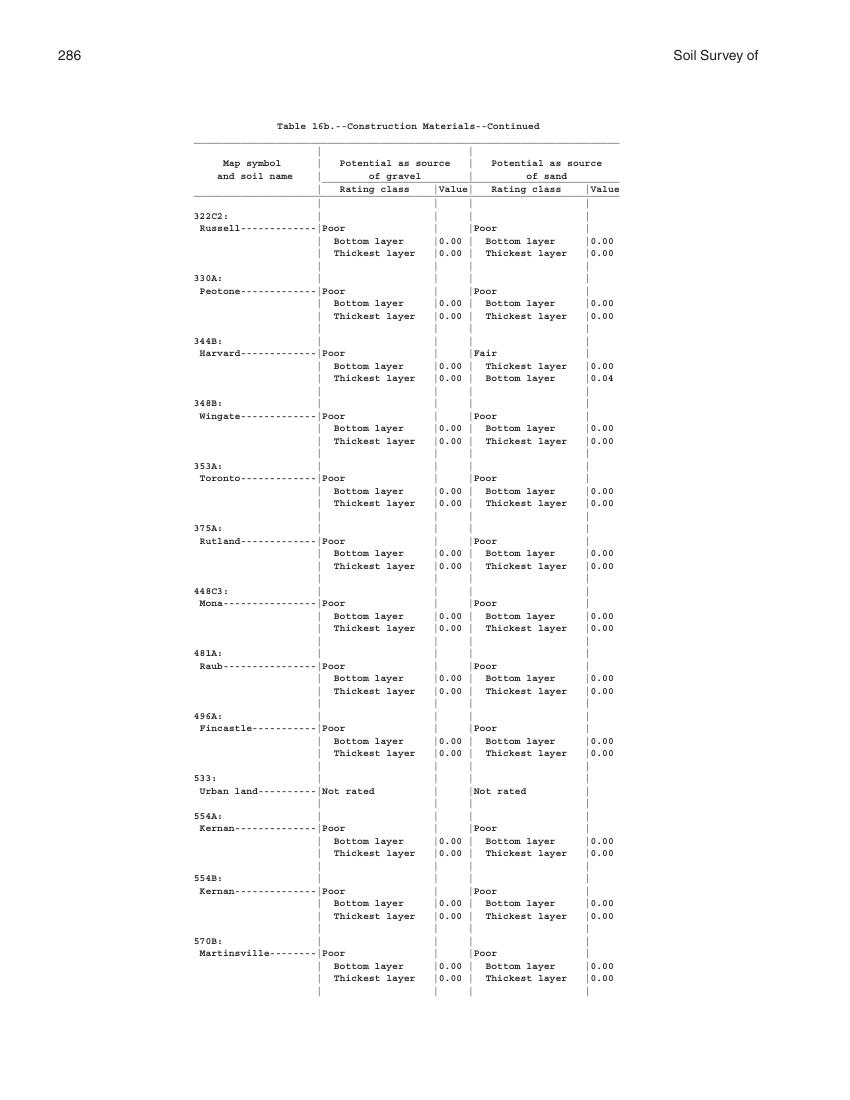 286 Soil Survey of
Table 16b.--Construction Materials--Continued
Map symbol | Potential as source | Potential as source
and soil name | of gravel | of sand
| Rating class |Value| Rating class |Value
322C2:
Russell-------------|Poor |Poor
Bottom layer |0.00 | Bottom layer |0.00
Thickest layer |0.00 | Thickest layer |0.00
330A:
Peotone-------------|Poor |Poor
Bottom layer |0.00 | Bottom layer |0.00
Thickest layer |0.00 | Thickest layer |0.00
344B:
Harvard-------------|Poor |Fair
Bottom layer |0.00 | Thickest layer |0.00
Thickest layer |0.00 | Bottom layer |0.04
348B:
Wingate-------------|Poor |Poor
Bottom layer |0.00 | Bottom layer |0.00
Thickest layer |0.00 | Thickest layer |0.00
353A:
Toronto-------------|Poor |Poor
Bottom layer |0.00 | Bottom layer |0.00
Thickest layer |0.00 | Thickest layer |0.00
375A:
Rutland-------------|Poor |Poor
Bottom layer |0.00 | Bottom layer |0.00
Thickest layer |0.00 | Thickest layer |0.00
448C3:
Mona----------------|Poor |Poor
Bottom layer |0.00 | Bottom layer |0.00
Thickest layer |0.00 | Thickest layer |0.00
481A:
Raub----------------|Poor |Poor
Bottom layer |0.00 | Bottom layer |0.00
Thickest layer |0.00 | Thickest layer |0.00
496A:
Fincastle-----------|Poor |Poor
Bottom layer |0.00 | Bottom layer |0.00
Thickest layer |0.00 | Thickest layer |0.00
533:
Urban land----------|Not rated |Not rated
554A:
Kernan--------------|Poor |Poor
Bottom layer |0.00 | Bottom layer |0.00
Thickest layer |0.00 | Thickest layer |0.00
554B:
Kernan--------------|Poor |Poor
Bottom layer |0.00 | Bottom layer |0.00
Thickest layer |0.00 | Thickest layer |0.00
570B:
Martinsville--------|Poor |Poor
Bottom layer |0.00 | Bottom layer |0.00
Thickest layer |0.00 | Thickest layer |0.00